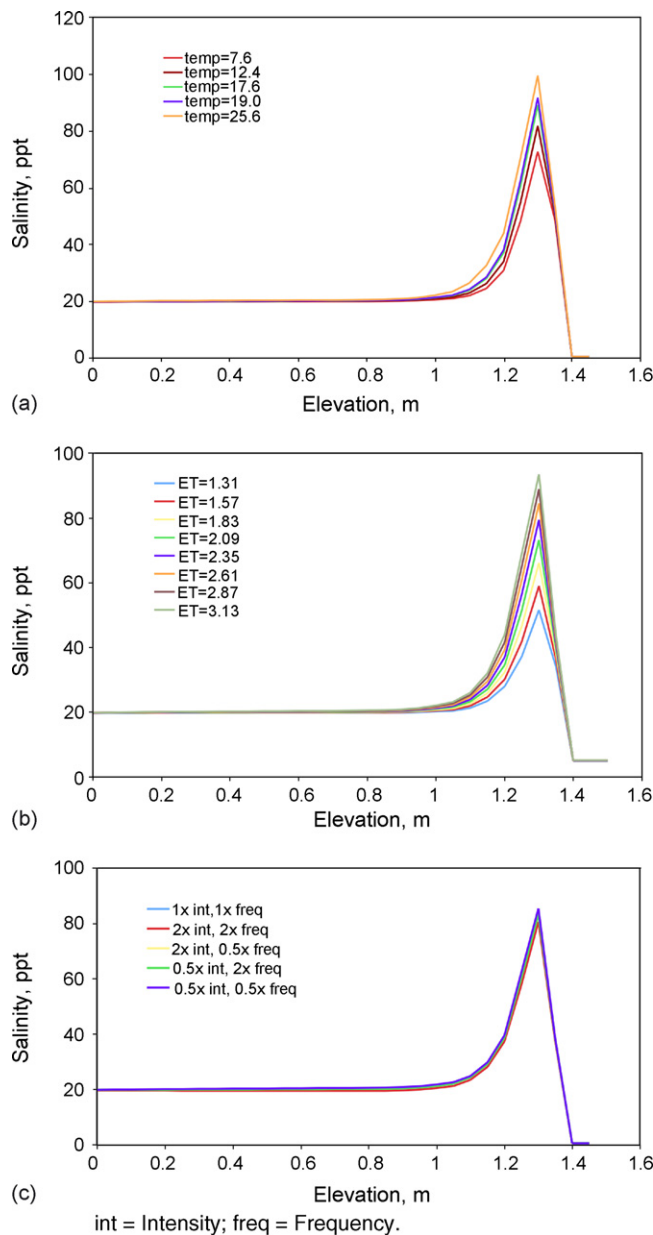 120
100
80
60
40
20
0
Salinity, ppt
temp=7.6
temp=12.4
temp=17.6
temp=19.0
temp=25.6
0 0.2 0.4 0.6 0.8 1 1.2 1.4 1.6
(a)
Elevation, m
100
80
60
40
20
0
Salinity, ppt
ET=1.31
ET=1.57
ET=1.83
ET=2.09
ET=2.35
ET=2.61
ET=2.87
ET=3.13
0 0.2 0.4 0.6 0.8 1 1.2 1.4 1.6
(b)
Elevation, m
100
80
60
40
20
0
Salinity, ppt
1x int,1x freq
2x int, 2x freq
2x int, 0.5x freq
0.5x int, 2x freq
0.5x int, 0.5x freq
0 0.2 0.4 0.6 0.8 1 1.2 1.4 1.6
(c)
Elevation, m
int = Intensity; freq = Frequency.